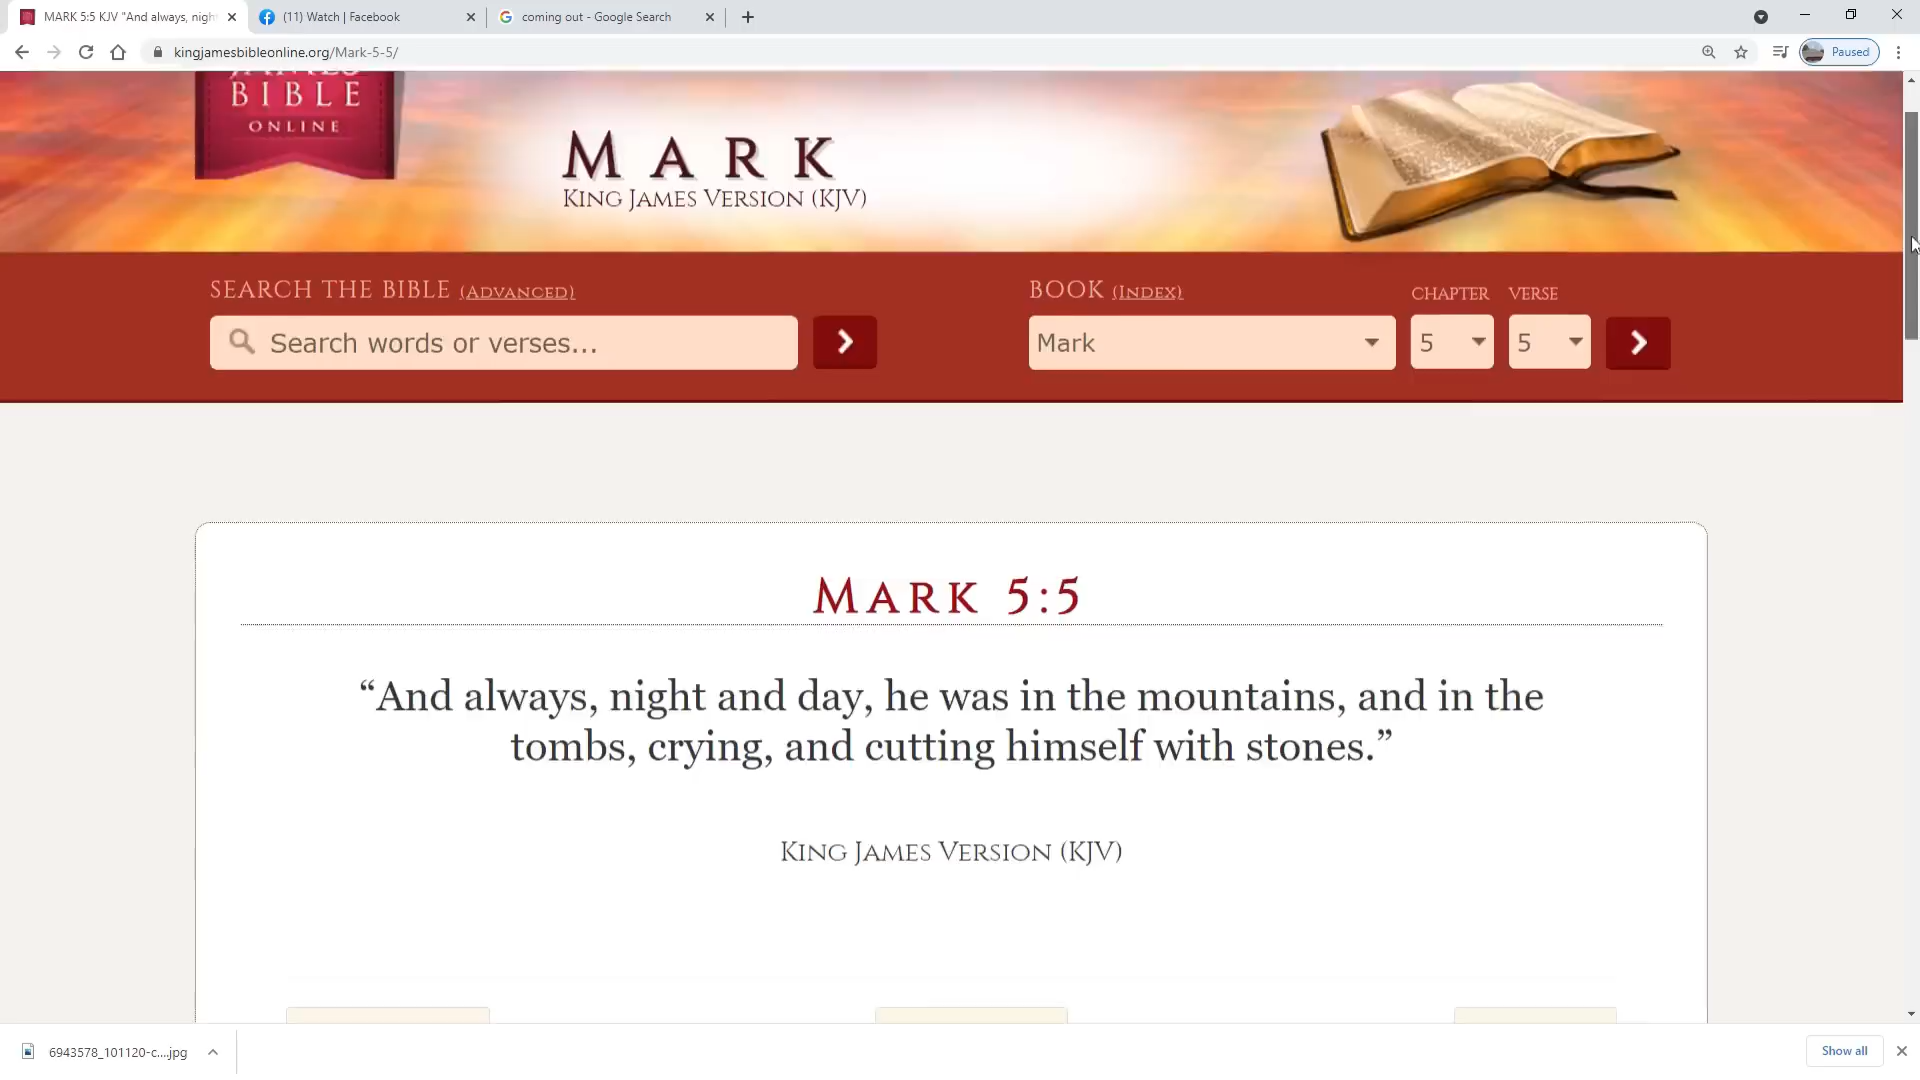 MARK 5:5 KJV "And always, nigh
(11) Watch | Facebook
coming out - Google Search
kingjamesbibleonline.org/Mark-5-5/
Paused
JAMES
BIBLE
ONLINE
MARK
KING JAMES VERSION (KJV)
SEARCH THE BIBLE (ADVANCED)
BOOK (INDEX)
CHAPTER
VERSE
Search words or verses...
Mark
5
5
MARK 5:5
“And always, night and day, he was in the mountains, and in the
tombs, crying, and cutting himself with stones.”
KING JAMES VERSION (KJV)
6943578_101120-c....jpg
Show all